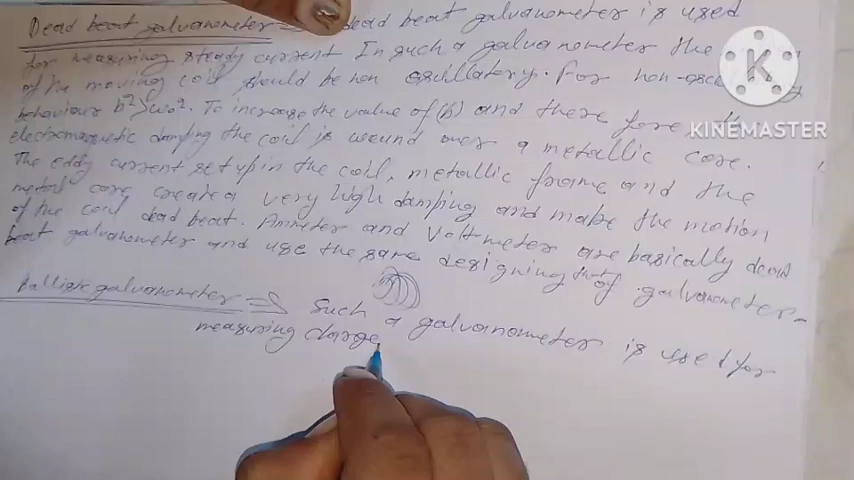 Dead beat galvanometer ⇒ dead beat galvanometer is used
for measuring steady current In such a galvanometer the
of the moving coil should be non oscillatory. For non-
behaviour b²>ω₀². To increase the value of (b) and there fore
electromagnetic damping the coil is wound over a metallic core.
The eddy current set up in the coil, metallic frame and the
metal core create a very high damping and make the motion
of the coil dead beat. Ammeter and Voltmeter are basically dead
beat galvanometer and use the same designing that of galvanometer-
Ballistic galvanometer ⇒ Such a galvanometer is used for
measuring charge
K
KINEMASTER